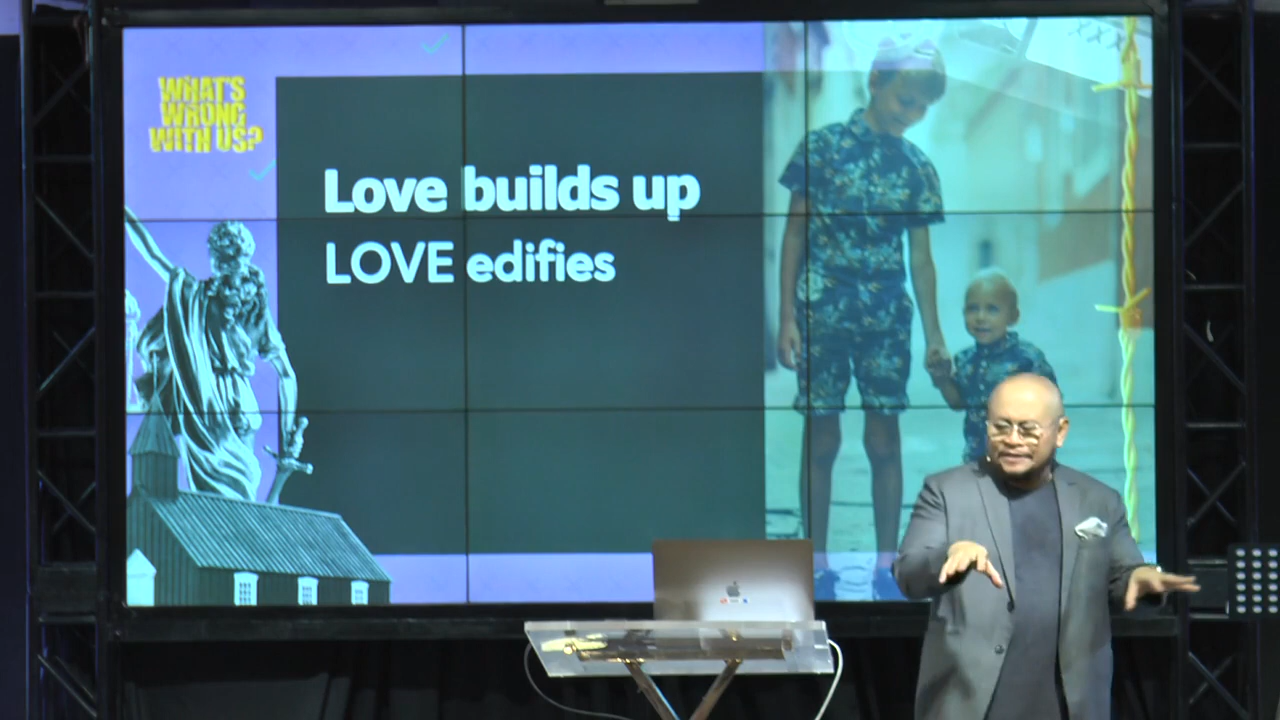 WHAT'S
WRONG
WITH US?
Love builds up
LOVE edifies